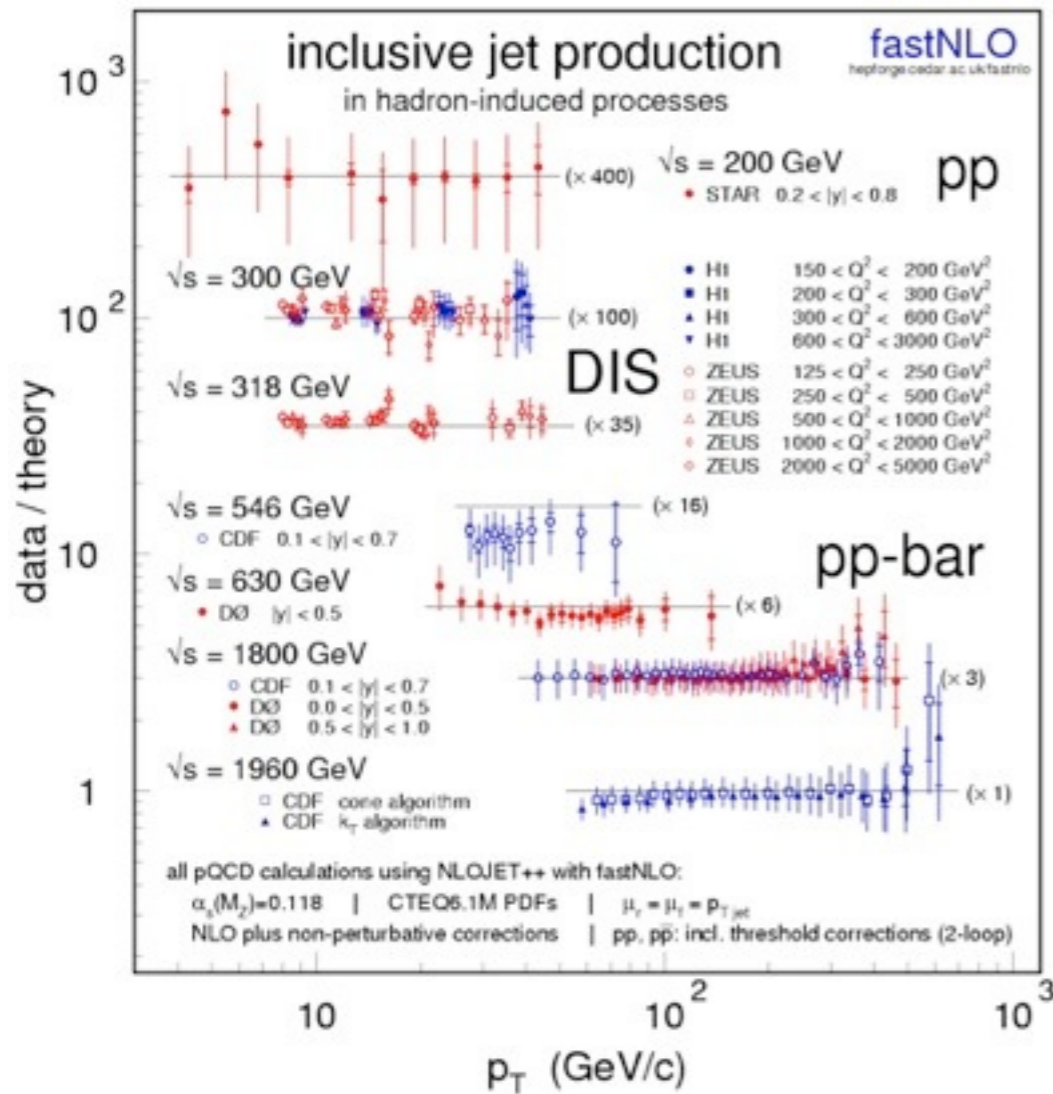 inclusive jet production
in hadron-induced processes
fastNLO
hepforge.cedar.ac.uk/fastnlo
10³
(× 400)
√s = 200 GeV
pp
STAR 0.2 < |y| < 0.8
√s = 300 GeV
H1 150 < Q² < 200 GeV²
H1 200 < Q² < 300 GeV²
H1 300 < Q² < 600 GeV²
H1 600 < Q² < 3000 GeV²
10²
(× 100)
DIS
√s = 318 GeV
ZEUS 125 < Q² < 250 GeV²
ZEUS 250 < Q² < 500 GeV²
ZEUS 500 < Q² < 1000 GeV²
ZEUS 1000 < Q² < 2000 GeV²
ZEUS 2000 < Q² < 5000 GeV²
(× 35)
data / theory
√s = 546 GeV
(× 16)
CDF 0.1 < |y| < 0.7
10
pp-bar
√s = 630 GeV
(× 6)
DØ |y| < 0.5
√s = 1800 GeV
(× 3)
CDF 0.1 < |y| < 0.7
DØ 0.0 < |y| < 0.5
DØ 0.5 < |y| < 1.0
√s = 1960 GeV
1
(× 1)
CDF cone algorithm
CDF k_T algorithm
all pQCD calculations using NLOJET++ with fastNLO:
α_s(M_Z)=0.118 | CTEQ6.1M PDFs | μ_r = μ_f = p_T jet
NLO plus non-perturbative corrections | pp, pp̄: incl. threshold corrections (2-loop)
10
10²
10³
p_T (GeV/c)